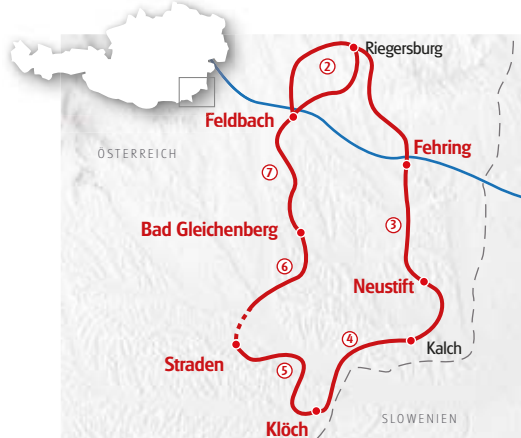 Riegersburg
②
Feldbach
ÖSTERREICH
Fehring
⑦
③
Bad Gleichenberg
⑥
Neustift
④
Kalch
Straden
⑤
Klöch
SLOWENIEN